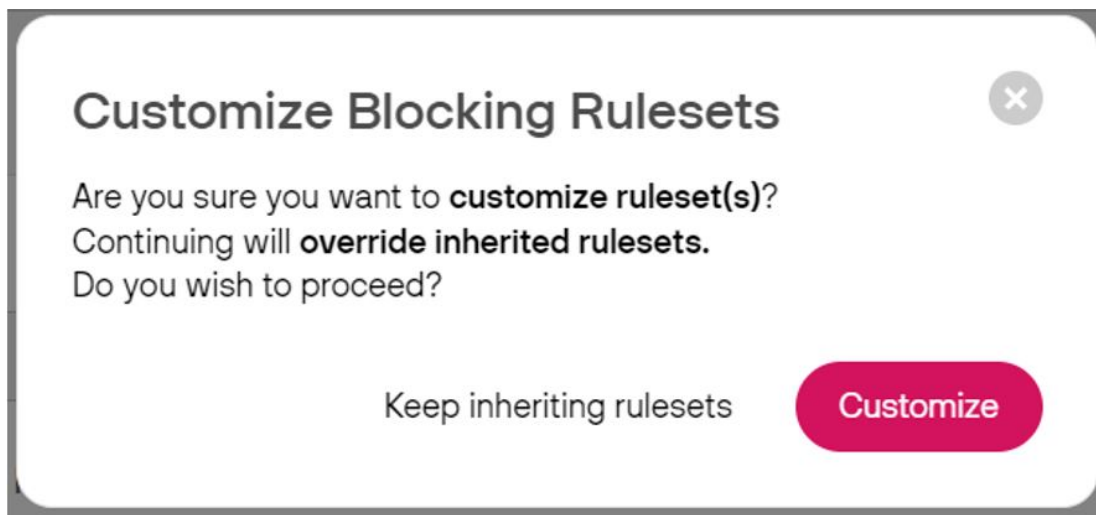 Customize Blocking Rulesets
Are you sure you want to customize ruleset(s)?
Continuing will override inherited rulesets.
Do you wish to proceed?
Keep inheriting rulesets
Customize